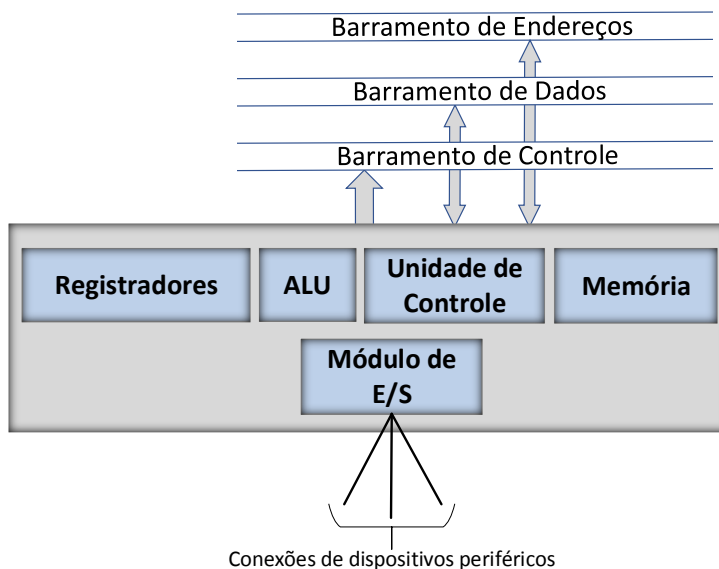 Barramento de Endereços
Barramento de Dados
Barramento de Controle
Registradores
ALU
Unidade de
Controle
Memória
Módulo de
E/S
Conexões de dispositivos periféricos